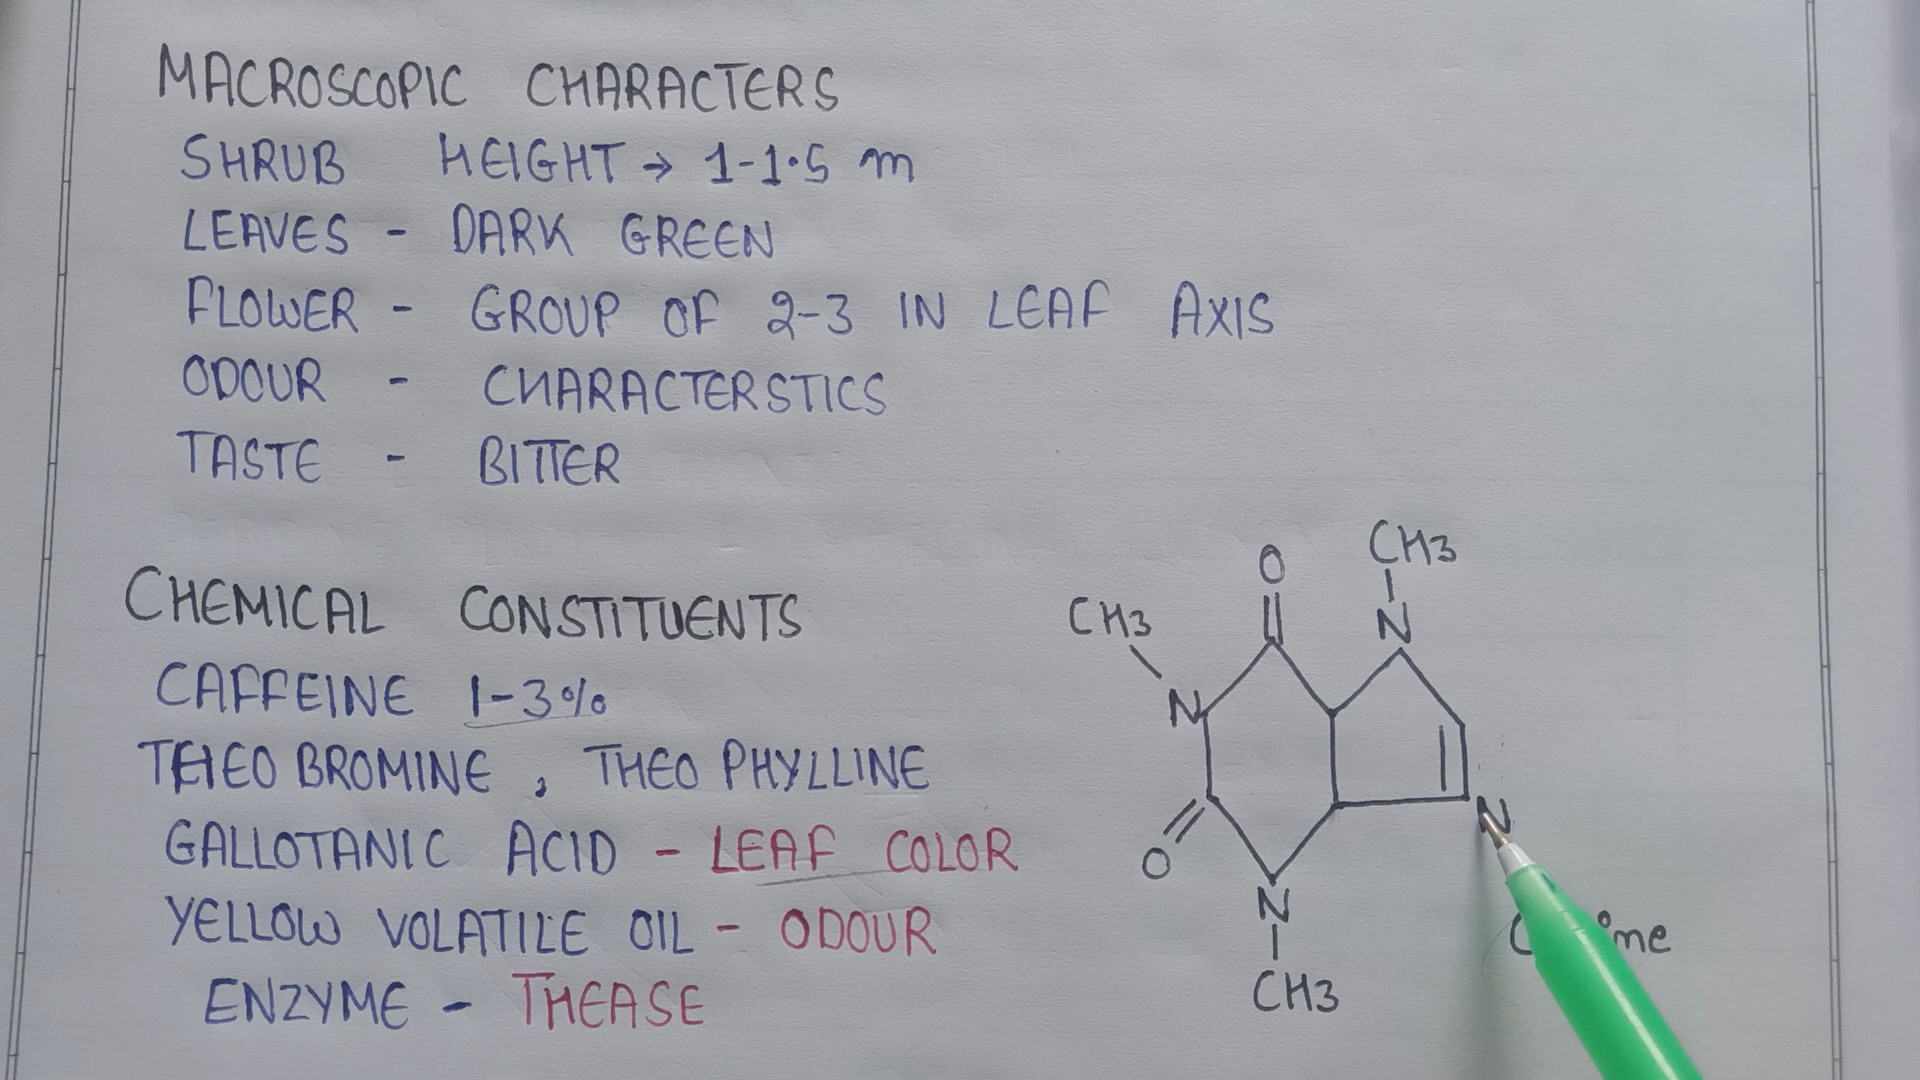 MACROSCOPIC CHARACTERS
SHRUB HEIGHT → 1-1.5 m
LEAVES - DARK GREEN
FLOWER - GROUP OF 2-3 IN LEAF AXIS
ODOUR - CHARACTERSTICS
TASTE - BITTER
CHEMICAL CONSTITUENTS
CAFFEINE 1-3%
THEO BROMINE , THEO PHYLLINE
GALLOTANIC ACID - LEAF COLOR
YELLOW VOLATILE OIL - ODOUR
ENZYME - THEASE
O
CH3
CH3
N
N
O
N
N
CH3